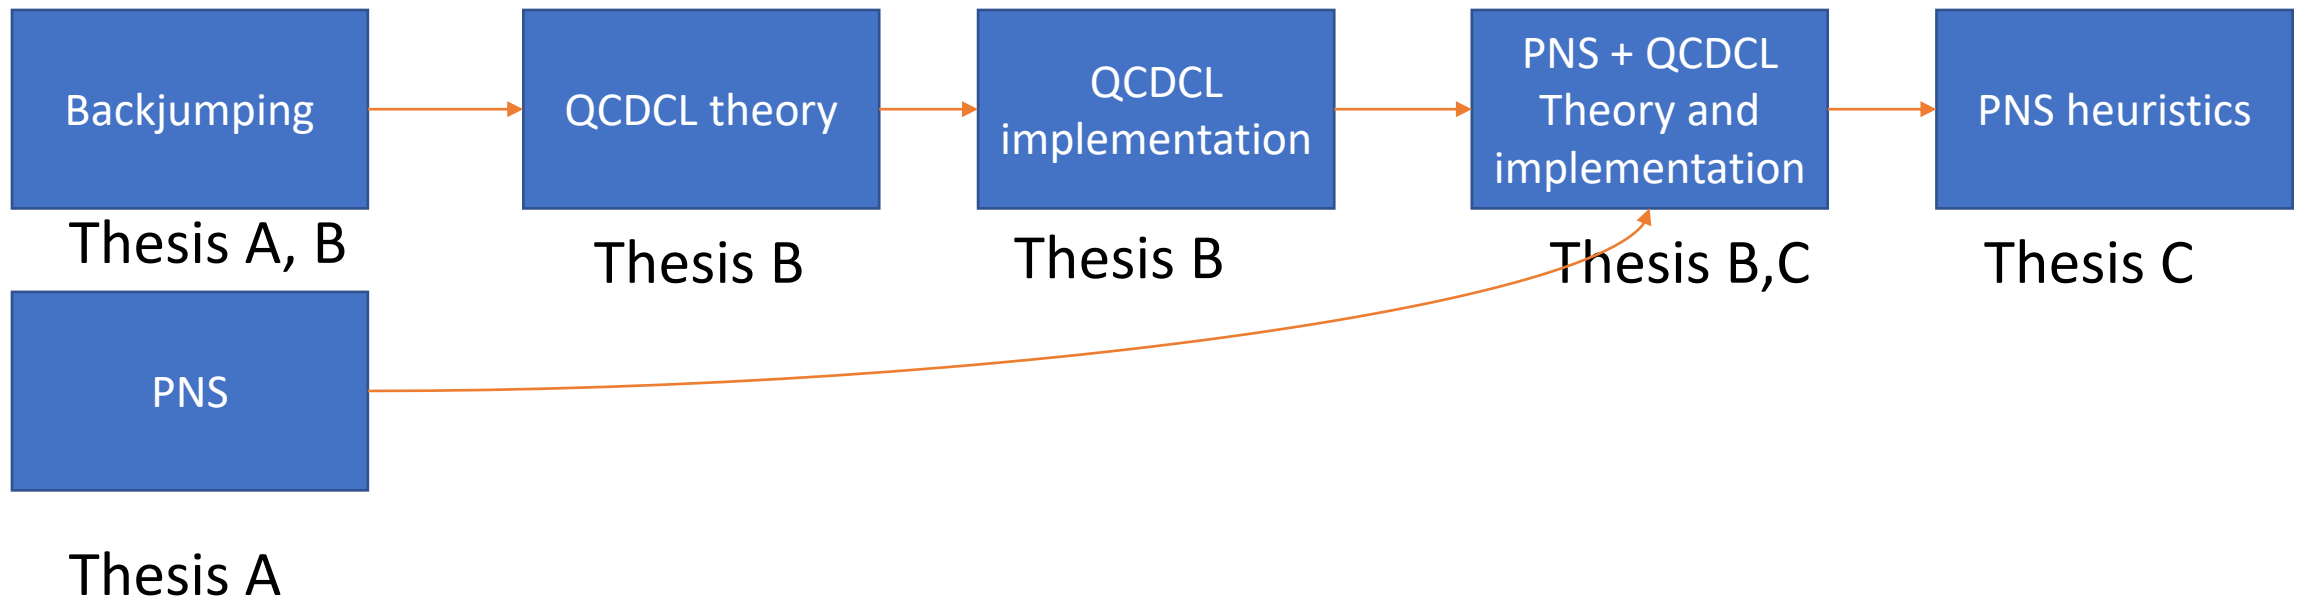 Backjumping
QCDCL theory
QCDCL
implementation
PNS + QCDCL
Theory and
implementation
PNS heuristics
Thesis A, B
Thesis B
Thesis B
Thesis B,C
Thesis C
PNS
Thesis A